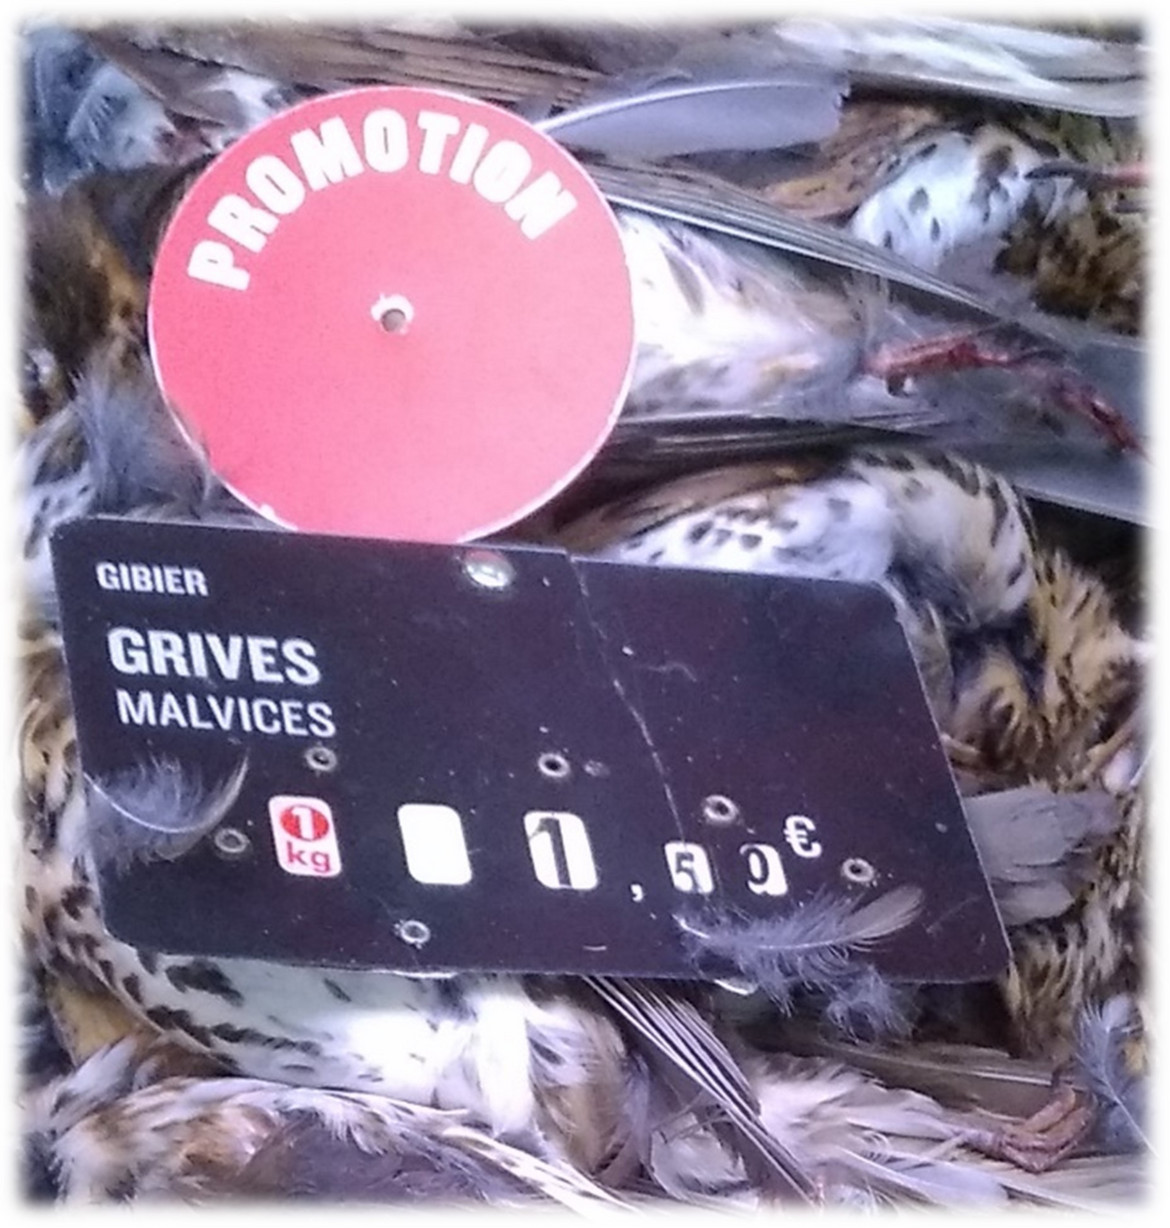 PROMOTION
GIBIER
GRIVES
MALVICES
1 kg 1,50 €